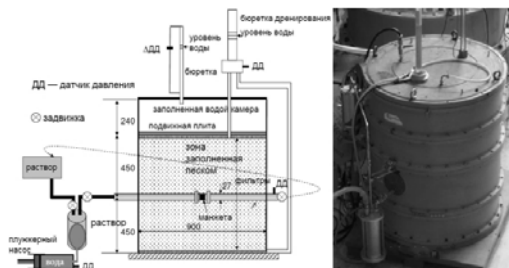 бюретка дренирования
уровень воды
ΔДД
уровень
воды
бюретка
ДД
ДД — датчик давления
задвижка
заполненная водой камера
подвижная плита
240
зона
заполненная
песком
450
раствор
фильтры
ДД
27
манжета
раствор
900
450
плунжерный
насос
вода
ДД